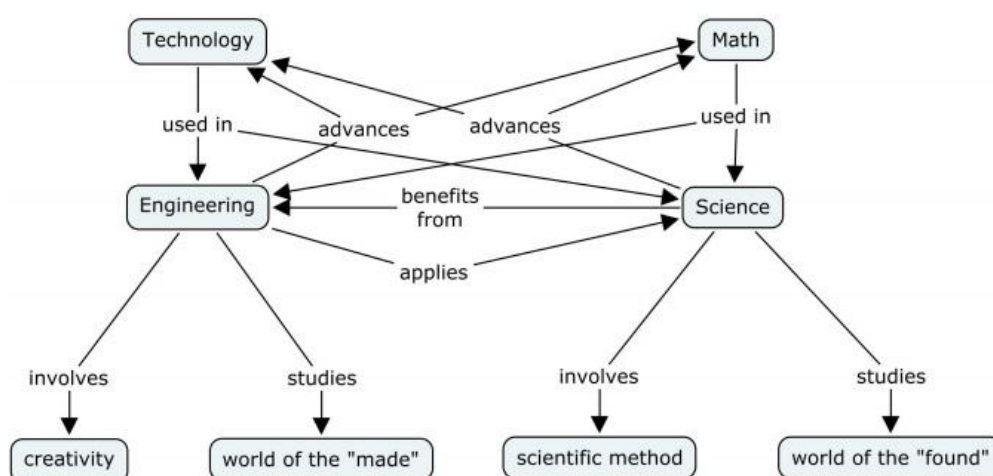 Technology
Math
used in
advances
advances
used in
Engineering
benefits
from
Science
applies
involves
studies
involves
studies
creativity
world of the "made"
scientific method
world of the "found"